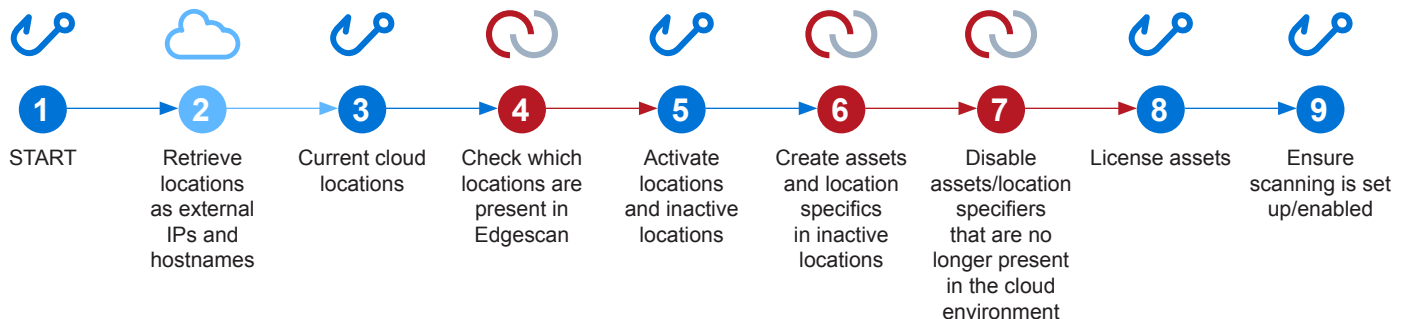 1
START
2
Retrieve
locations
as external
IPs and
hostnames
3
Current cloud
locations
4
Check which
locations are
present in
Edgescan
5
Activate
locations
and inactive
locations
6
Create assets
and location
specifics
in inactive
locations
7
Disable
assets/location
specifiers
that are no
longer present
in the cloud
environment
8
License assets
9
Ensure
scanning is set
up/enabled